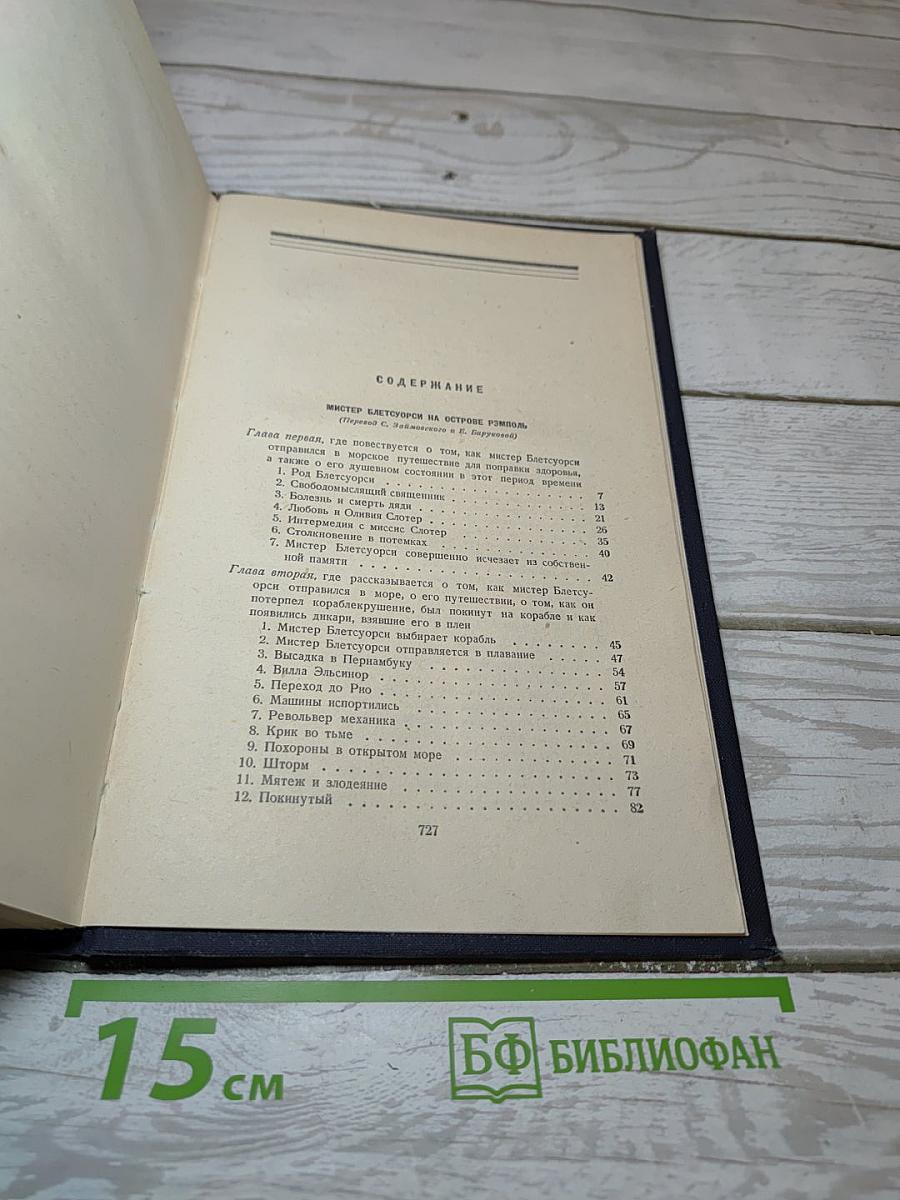 СОДЕРЖАНИЕ
МИСТЕР БЛЕТСУОРСИ НА ОСТРОВЕ РЭМПОЛЬ
(Перевод С. Займовского и Е. Бируковой)
Глава первая, где повествуется о том, как мистер Блетсуорси
отправился в морское путешествие для поправки здоровья,
а также о его душевном состоянии в этот период времени
1. Род Блетсуорси . . . . . . . . . . . . . . . . 7
2. Свободомыслящий священник . . . . . . . . . . . 13
3. Болезнь и смерть дяди . . . . . . . . . . . . . 21
4. Любовь и Оливия Слотер . . . . . . . . . . . . 26
5. Интермедия с миссис Слотер . . . . . . . . . . 35
6. Столкновение в потемках . . . . . . . . . . . . 40
7. Мистер Блетсуорси совершенно исчезает из собствен-
ной памяти . . . . . . . . . . . . . . . . . . 42
Глава вторая, где рассказывается о том, как мистер Блетсу-
орси отправился в море, о его путешествии, о том, как он
потерпел кораблекрушение, был покинут на корабле и как
появились дикари, взявшие его в плен
1. Мистер Блетсуорси выбирает корабль . . . . . . . 45
2. Мистер Блетсуорси отправляется в плавание . . . . . 47
3. Высадка в Пернамбуку . . . . . . . . . . . . . 54
4. Вилла Эльсинор . . . . . . . . . . . . . . . . 57
5. Переход до Рио . . . . . . . . . . . . . . . . 61
6. Машины испортились . . . . . . . . . . . . . . 65
7. Револьвер механика . . . . . . . . . . . . . . 67
8. Крик во тьме . . . . . . . . . . . . . . . . . 69
9. Похороны в открытом море . . . . . . . . . . . 71
10. Шторм . . . . . . . . . . . . . . . . . . . . 73
11. Мятеж и злодеяние . . . . . . . . . . . . . . 77
12. Покинутый . . . . . . . . . . . . . . . . . . 82
727
15 см
БФ БИБЛИОФАН